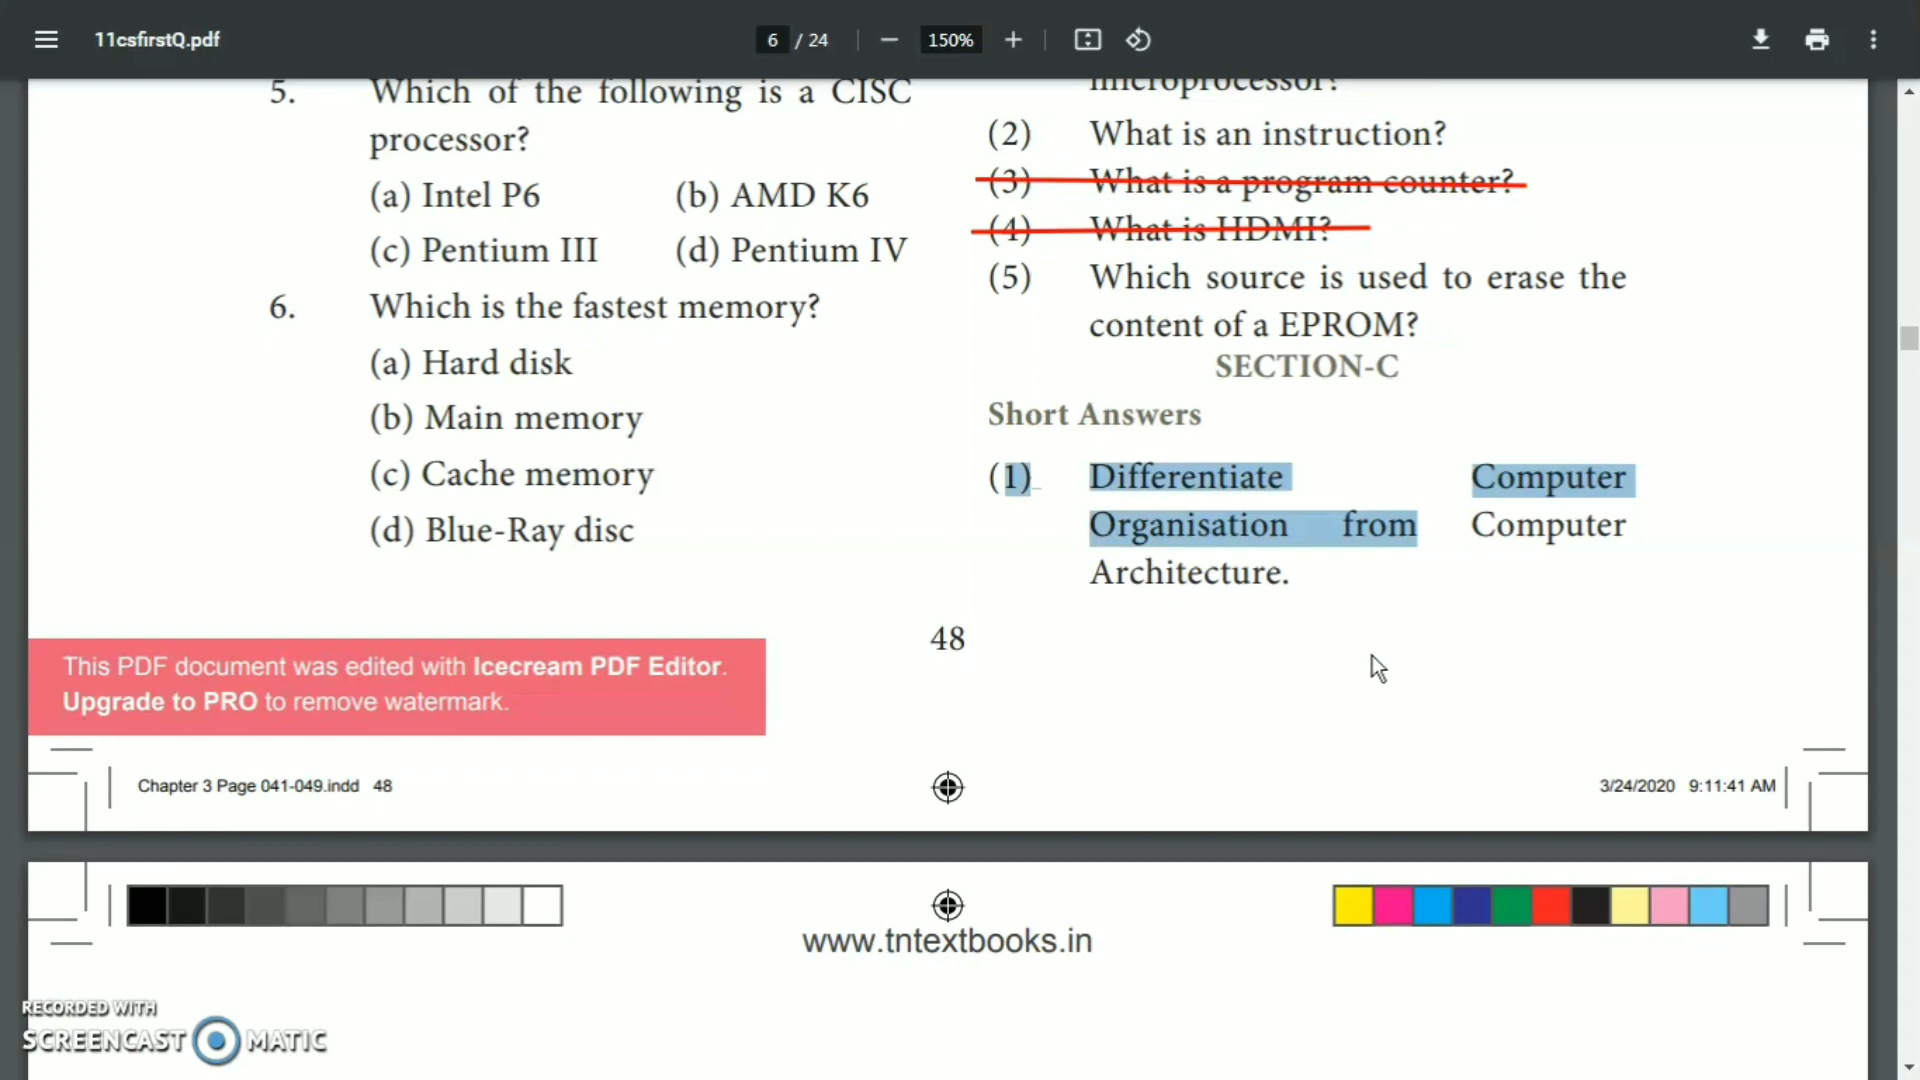 11csfirstQ.pdf
6 / 24
150%
5. Which of the following is a CISC
processor?
(a) Intel P6 (b) AMD K6
(c) Pentium III (d) Pentium IV
6. Which is the fastest memory?
(a) Hard disk
(b) Main memory
(c) Cache memory
(d) Blue-Ray disc
microprocessor?
(2) What is an instruction?
(3) What is a program counter?
(4) What is HDMI?
(5) Which source is used to erase the
content of a EPROM?
SECTION-C
Short Answers
(1) Differentiate Computer
Organisation from Computer
Architecture.
48
This PDF document was edited with Icecream PDF Editor.
Upgrade to PRO to remove watermark.
Chapter 3 Page 041-049.indd 48
3/24/2020 9:11:41 AM
www.tntextbooks.in
RECORDED WITH
SCREENCAST MATIC